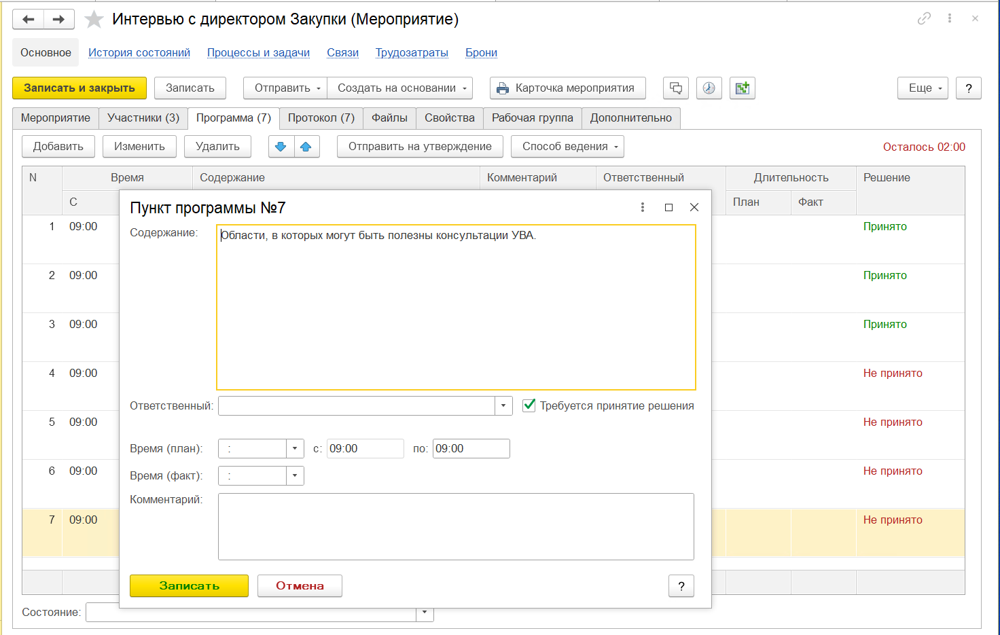 Интервью с директором Закупки (Мероприятие)
Основное История состояний Процессы и задачи Связи Трудозатраты Брони
Записать и закрыть Записать Отправить Создать на основании Карточка мероприятия Еще ?
Мероприятие Участники (3) Программа (7) Протокол (7) Файлы Свойства Рабочая группа Дополнительно
Добавить Изменить Удалить Отправить на утверждение Способ ведения Осталось 02:00
N Время Содержание Комментарий Ответственный Длительность Решение
С План Факт
1 09:00 Принято
2 09:00 Принято
3 09:00 Принято
4 09:00 Не принято
5 09:00 Не принято
6 09:00 Не принято
7 09:00 Не принято
Пункт программы №7
Содержание: Области, в которых могут быть полезны консультации УВА.
Ответственный: Требуется принятие решения
Время (план): : с: 09:00 по: 09:00
Время (факт): :
Комментарий:
Записать Отмена ?
Состояние: